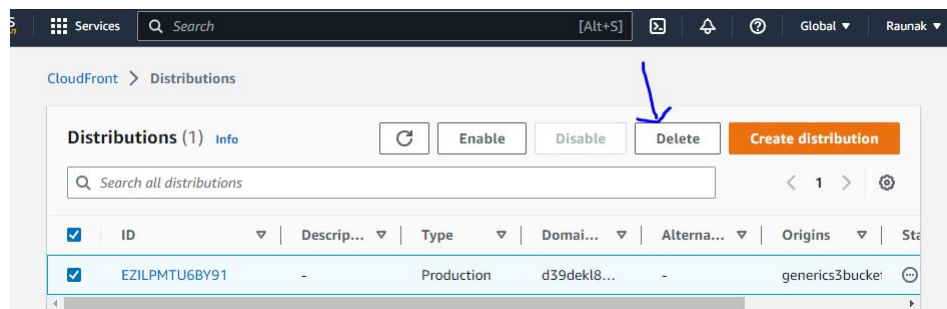 Services Search [Alt+S] Global Raunak
CloudFront > Distributions
Distributions (1) Info Enable Disable Delete Create distribution
Search all distributions < 1 >
ID Descrip... Type Domai... Alterna... Origins Sta
EZILPMTU6BY91 - Production d39dekl8... - generics3bucket